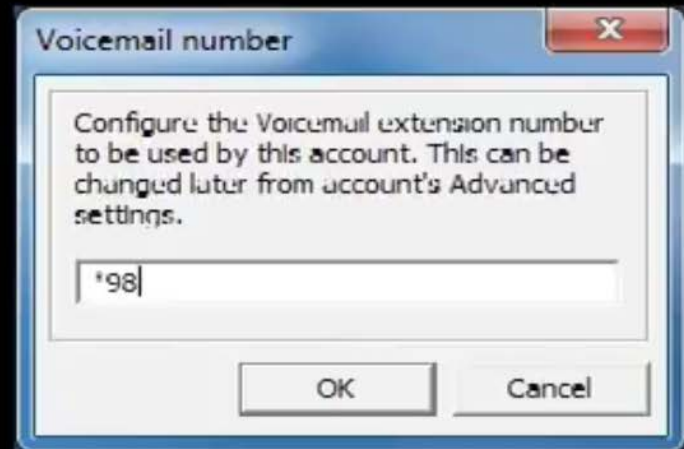 Voicemail number
Configure the Voicemail extension number
to be used by this account. This can be
changed later from account's Advanced
settings.
*98
OK
Cancel